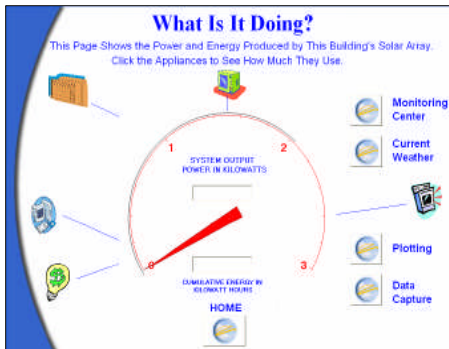 What Is It Doing?
This Page Shows the Power and Energy Produced by This Building's Solar Array.
Click the Appliances to See How Much They Use.
Monitoring
Center
Current
Weather
1
2
SYSTEM OUTPUT
POWER IN KILOWATTS
0
3
Plotting
Data
Capture
CUMULATIVE ENERGY IN
KILOWATT HOURS
HOME